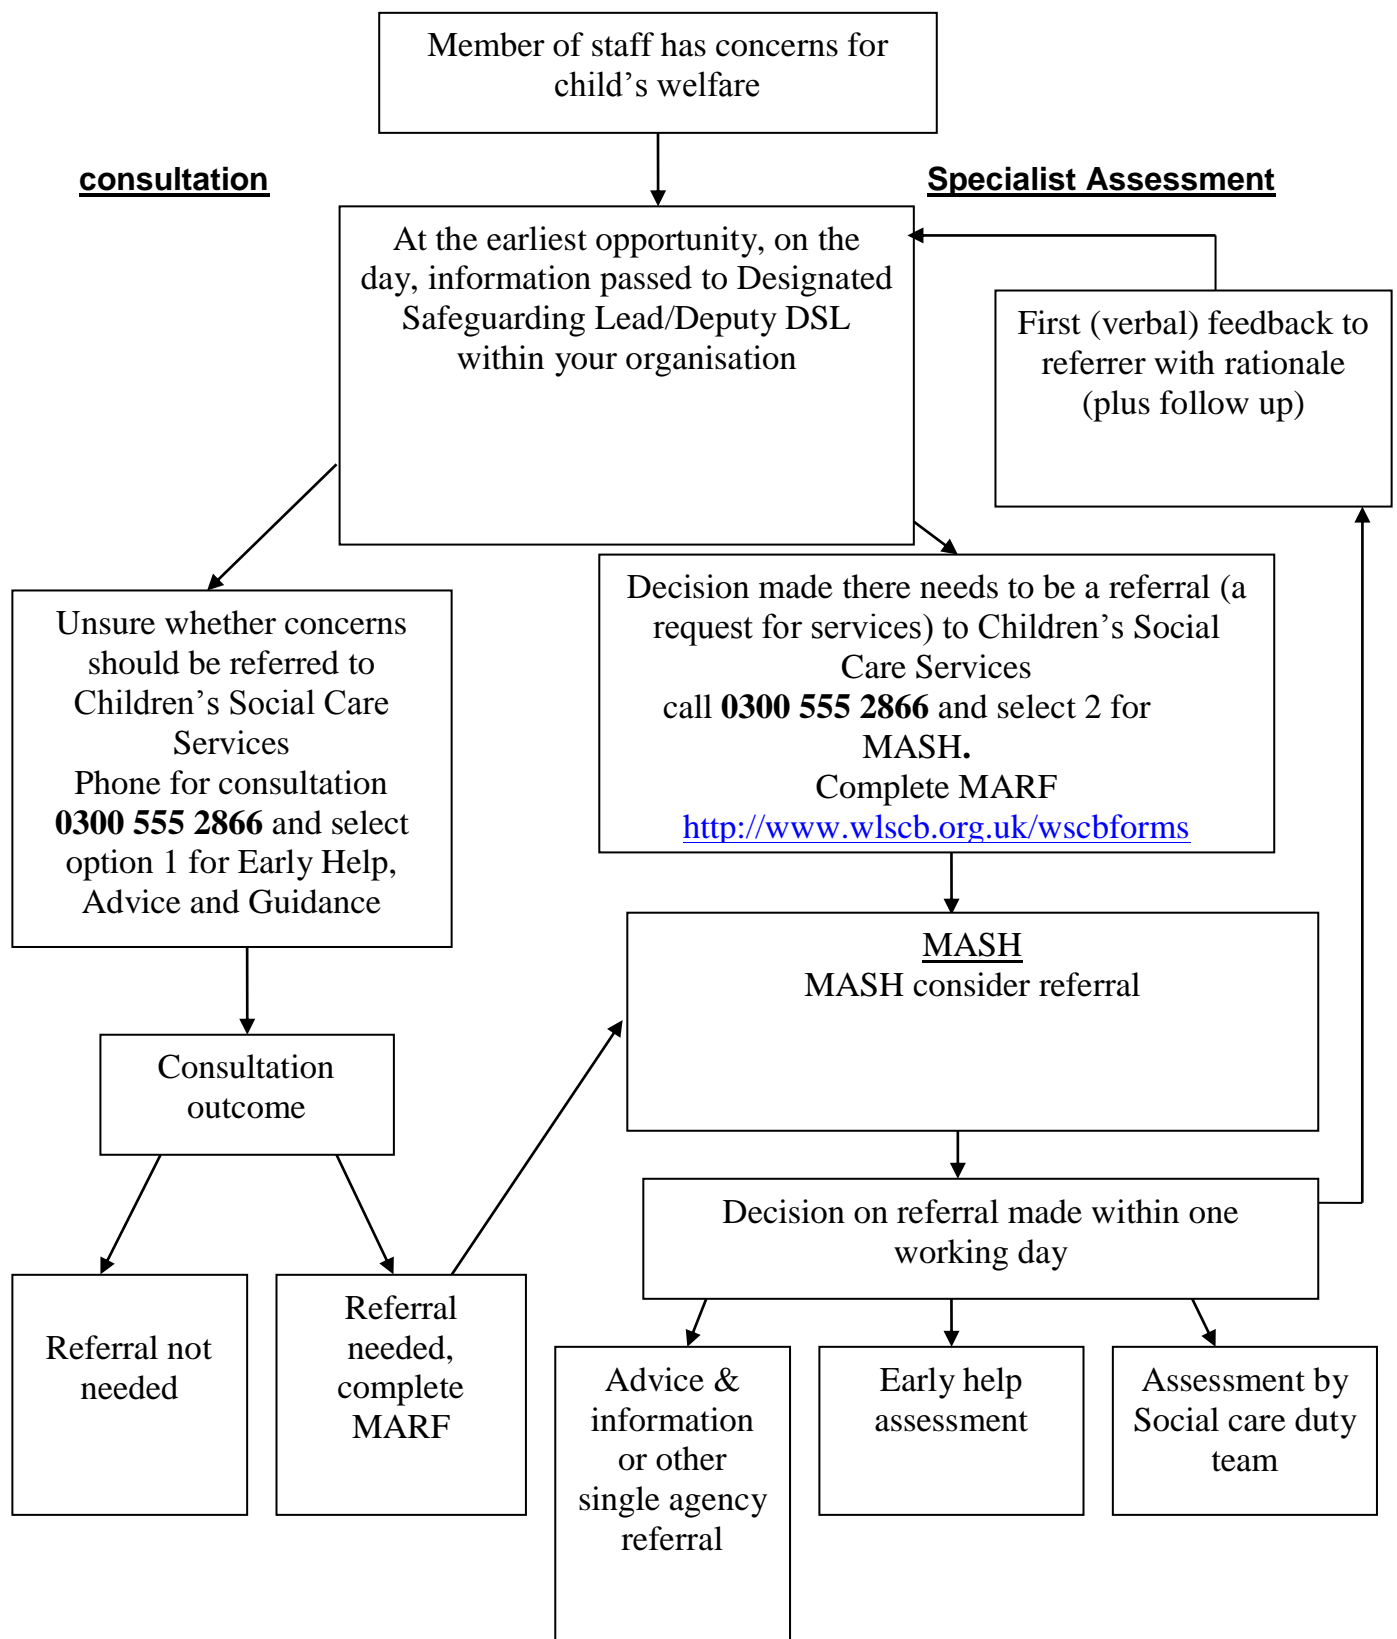 Member of staff has concerns for
child’s welfare
consultation
Specialist Assessment
At the earliest opportunity, on the
day, information passed to Designated
Safeguarding Lead/Deputy DSL
within your organisation
First (verbal) feedback to
referrer with rationale
(plus follow up)
Unsure whether concerns
should be referred to
Children’s Social Care
Services
Phone for consultation
0300 555 2866 and select
option 1 for Early Help,
Advice and Guidance
Decision made there needs to be a referral (a
request for services) to Children’s Social
Care Services
call 0300 555 2866 and select 2 for
MASH.
Complete MARF
http://www.wlscb.org.uk/wscbforms
MASH
MASH consider referral
Consultation
outcome
Decision on referral made within one
working day
Referral not
needed
Referral
needed,
complete
MARF
Advice &
information
or other
single agency
referral
Early help
assessment
Assessment by
Social care duty
team